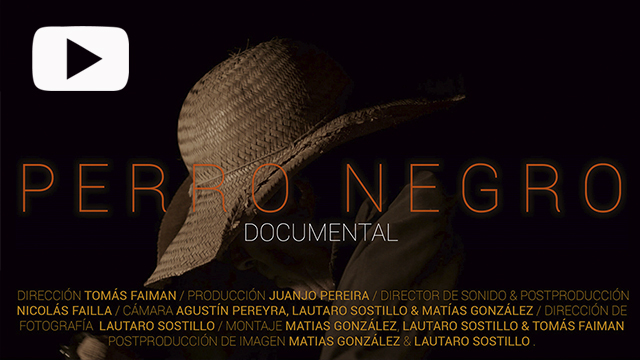 PERRO NEGRO
DOCUMENTAL
DIRECCIÓN TOMÁS FAIMAN / PRODUCCIÓN JUANJO PEREIRA / DIRECTOR DE SONIDO & POSTPRODUCCIÓN
NICOLÁS FAILLA / CÁMARA AGUSTÍN PEREYRA, LAUTARO SOSTILLO & MATÍAS GONZÁLEZ / DIRECCIÓN DE
FOTOGRAFÍA LAUTARO SOSTILLO / MONTAJE MATIAS GONZÁLEZ, LAUTARO SOSTILLO & TOMÁS FAIMAN
POSTPRODUCCIÓN DE IMAGEN MATIAS GONZÁLEZ & LAUTARO SOSTILLO .